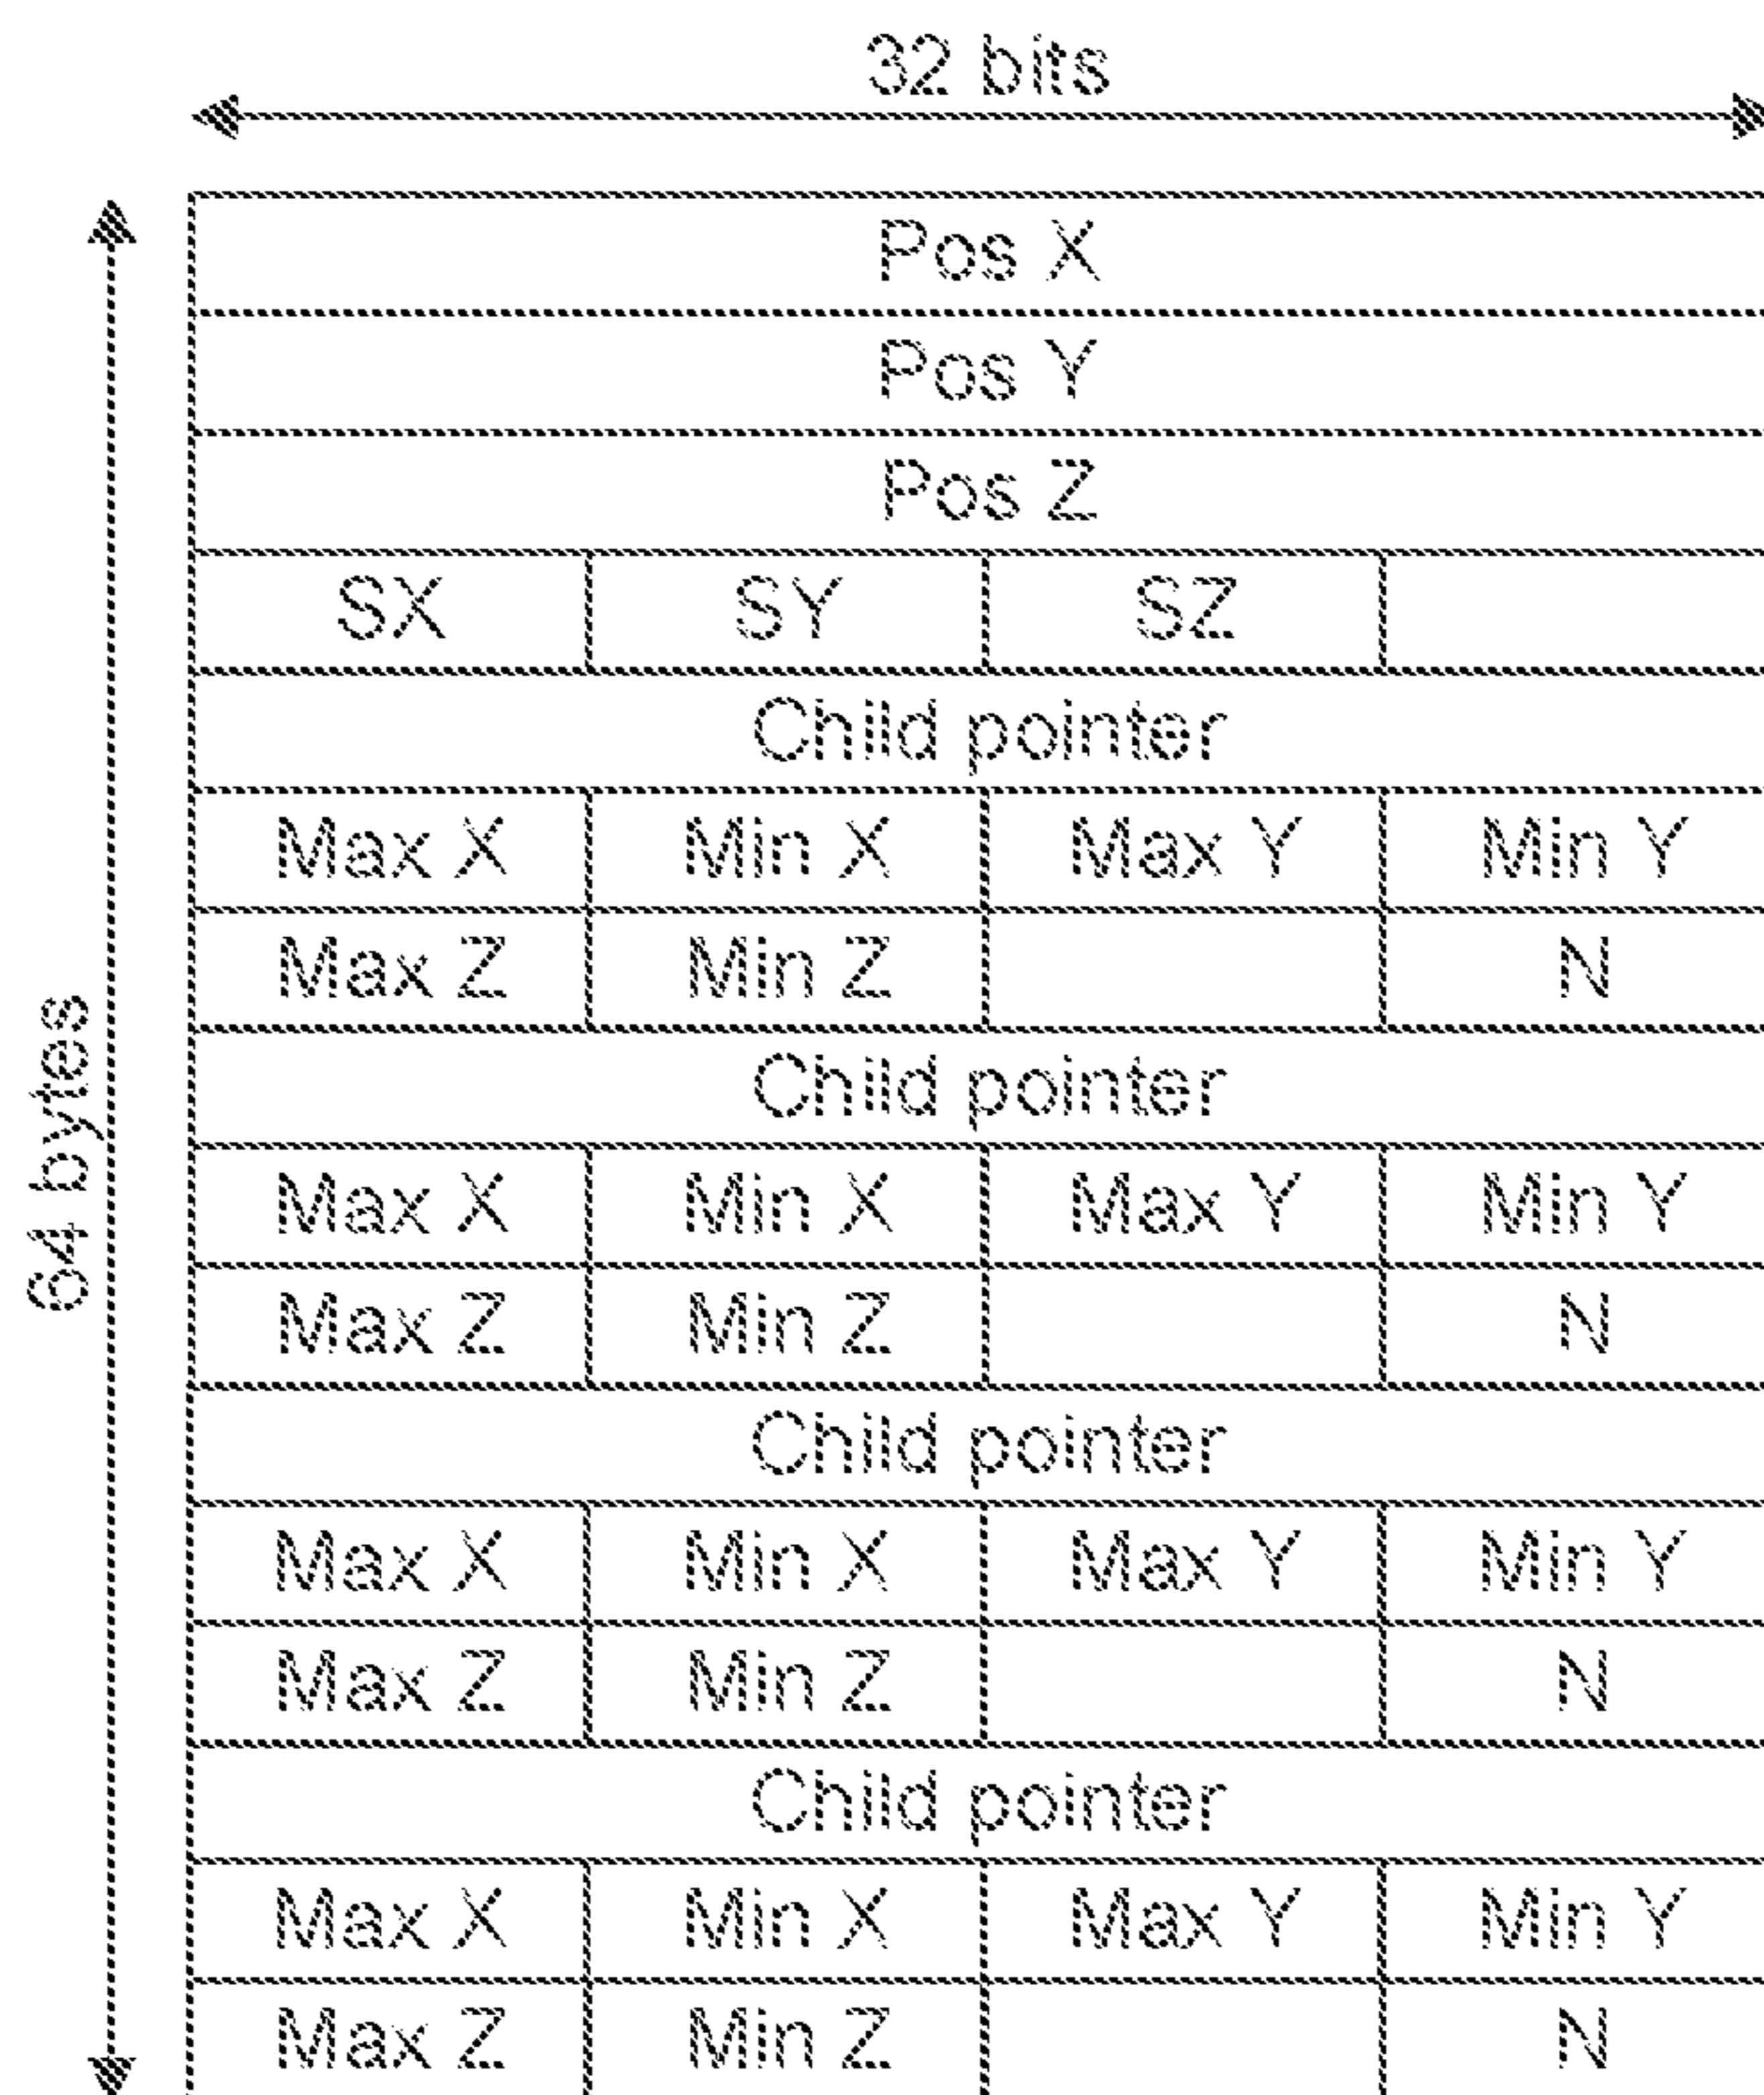 32 bits
64 bytes
Pos X
Pos Y
Pos Z
SX SY SZ
Child pointer
Max X Min X Max Y Min Y
Max Z Min Z N
Child pointer
Max X Min X Max Y Min Y
Max Z Min Z N
Child pointer
Max X Min X Max Y Min Y
Max Z Min Z N
Child pointer
Max X Min X Max Y Min Y
Max Z Min Z N